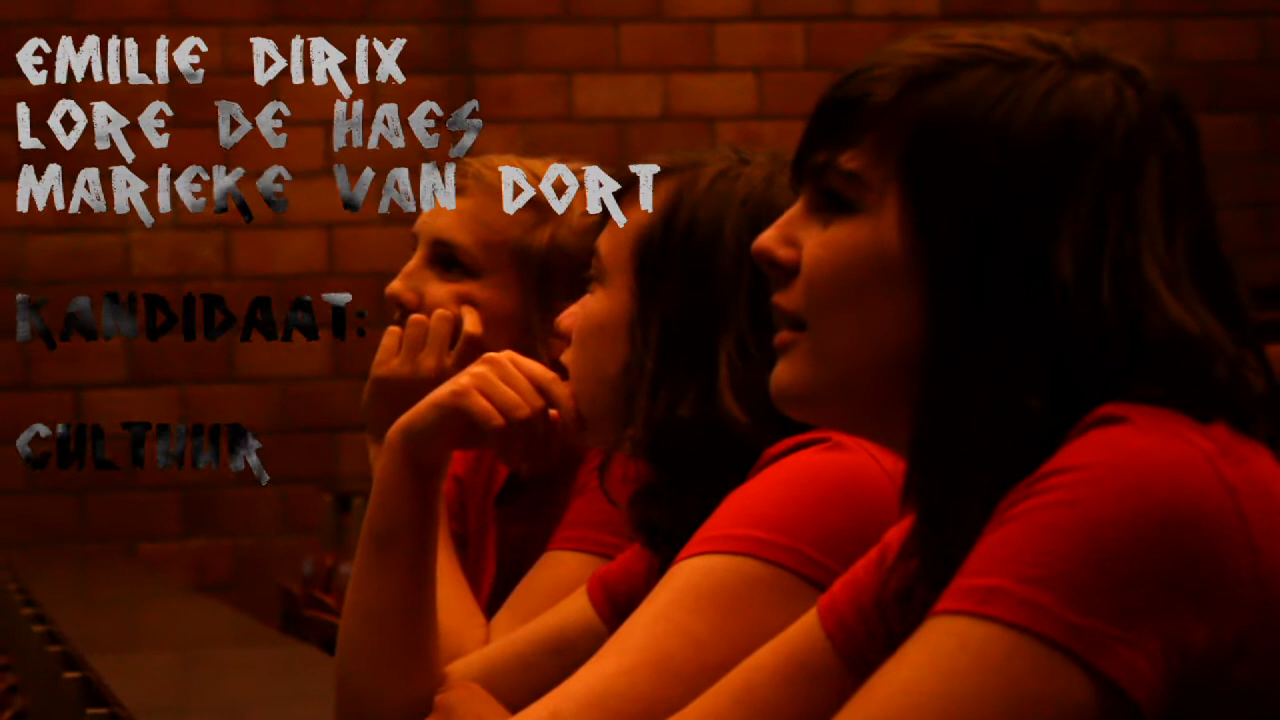 EMILIE DIRIX
LORE DE HAES
MARIEKE VAN DORT
KANDIDAAT:
CULTUUR